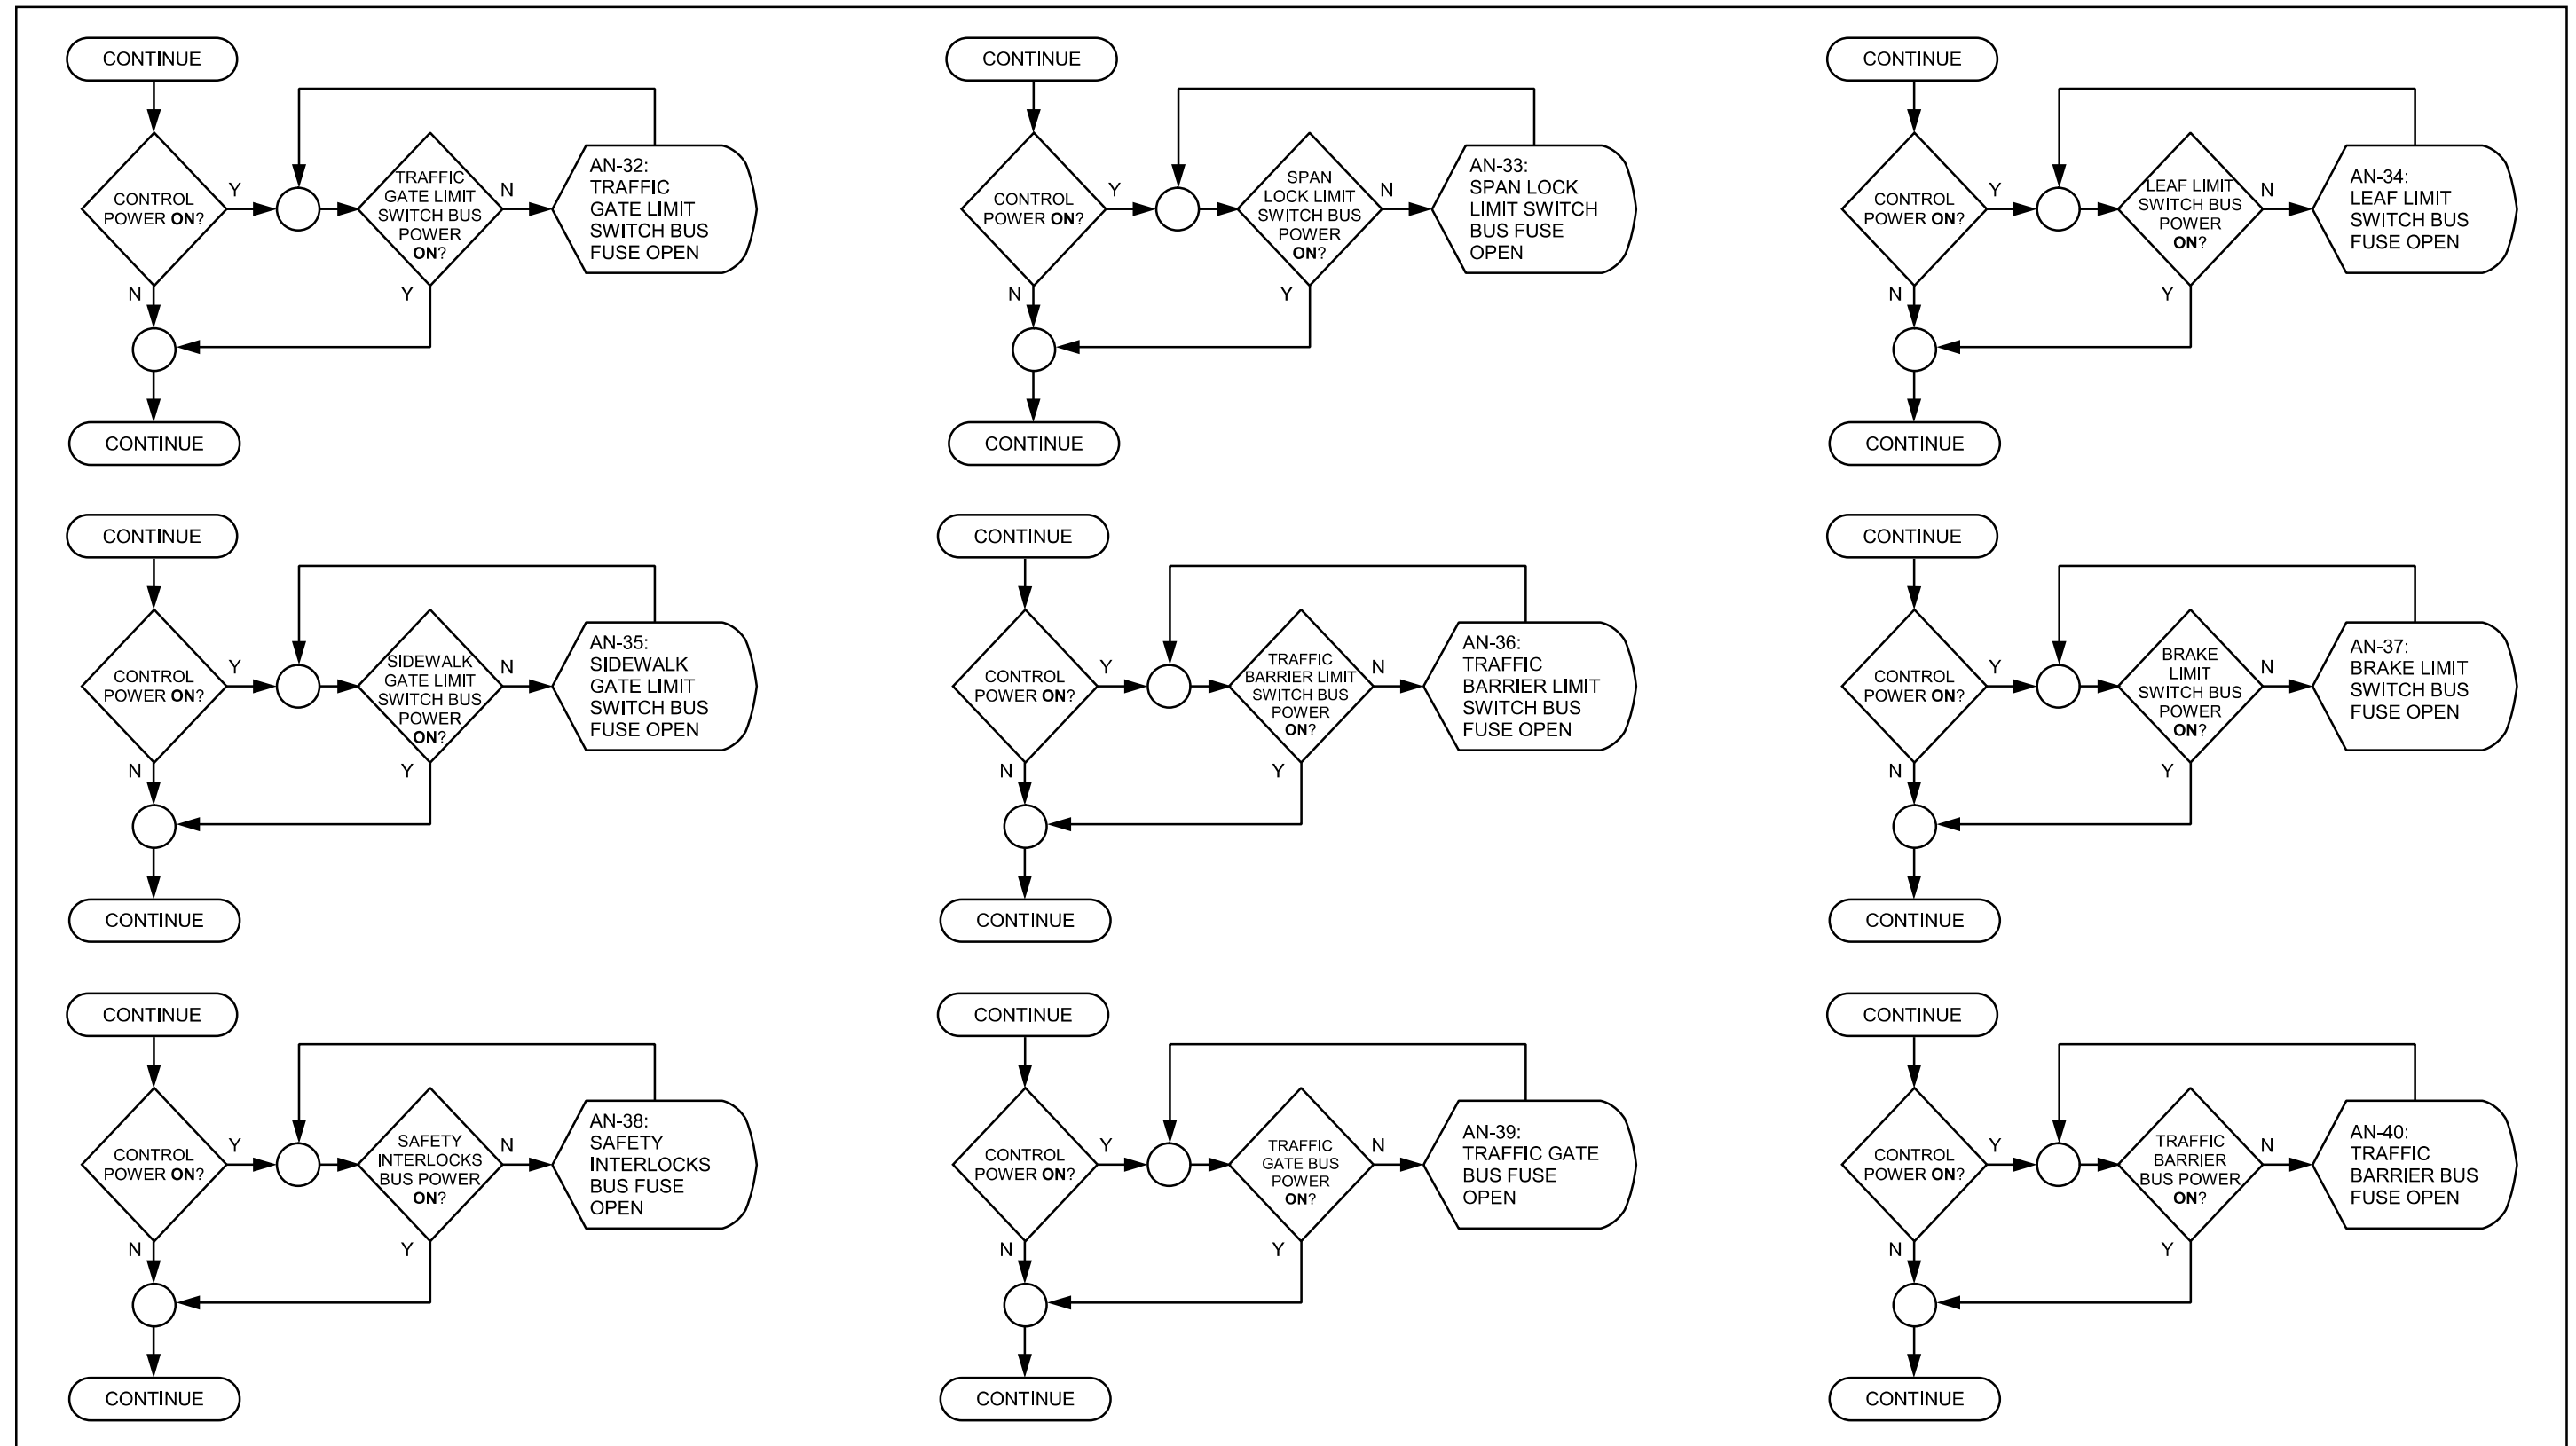 CONTINUE
CONTROL
POWER ON?
Y
N
TRAFFIC
GATE LIMIT
SWITCH BUS
POWER
ON?
N
Y
AN-32:
TRAFFIC
GATE LIMIT
SWITCH BUS
FUSE OPEN
CONTINUE
CONTINUE
CONTROL
POWER ON?
Y
N
SPAN
LOCK LIMIT
SWITCH BUS
POWER
ON?
N
Y
AN-33:
SPAN LOCK
LIMIT SWITCH
BUS FUSE
OPEN
CONTINUE
CONTINUE
CONTROL
POWER ON?
Y
N
LEAF LIMIT
SWITCH BUS
POWER
ON?
N
Y
AN-34:
LEAF LIMIT
SWITCH BUS
FUSE OPEN
CONTINUE
CONTINUE
CONTROL
POWER ON?
Y
N
SIDEWALK
GATE LIMIT
SWITCH BUS
POWER
ON?
N
Y
AN-35:
SIDEWALK
GATE LIMIT
SWITCH BUS
FUSE OPEN
CONTINUE
CONTINUE
CONTROL
POWER ON?
Y
N
TRAFFIC
BARRIER LIMIT
SWITCH BUS
POWER
ON?
N
Y
AN-36:
TRAFFIC
BARRIER LIMIT
SWITCH BUS
FUSE OPEN
CONTINUE
CONTINUE
CONTROL
POWER ON?
Y
N
BRAKE
LIMIT
SWITCH BUS
POWER
ON?
N
Y
AN-37:
BRAKE LIMIT
SWITCH BUS
FUSE OPEN
CONTINUE
CONTINUE
CONTROL
POWER ON?
Y
N
SAFETY
INTERLOCKS
BUS POWER
ON?
N
Y
AN-38:
SAFETY
INTERLOCKS
BUS FUSE
OPEN
CONTINUE
CONTINUE
CONTROL
POWER ON?
Y
N
TRAFFIC
GATE BUS
POWER
ON?
N
Y
AN-39:
TRAFFIC GATE
BUS FUSE
OPEN
CONTINUE
CONTINUE
CONTROL
POWER ON?
Y
N
TRAFFIC
BARRIER
BUS POWER
ON?
N
Y
AN-40:
TRAFFIC
BARRIER BUS
FUSE OPEN
CONTINUE